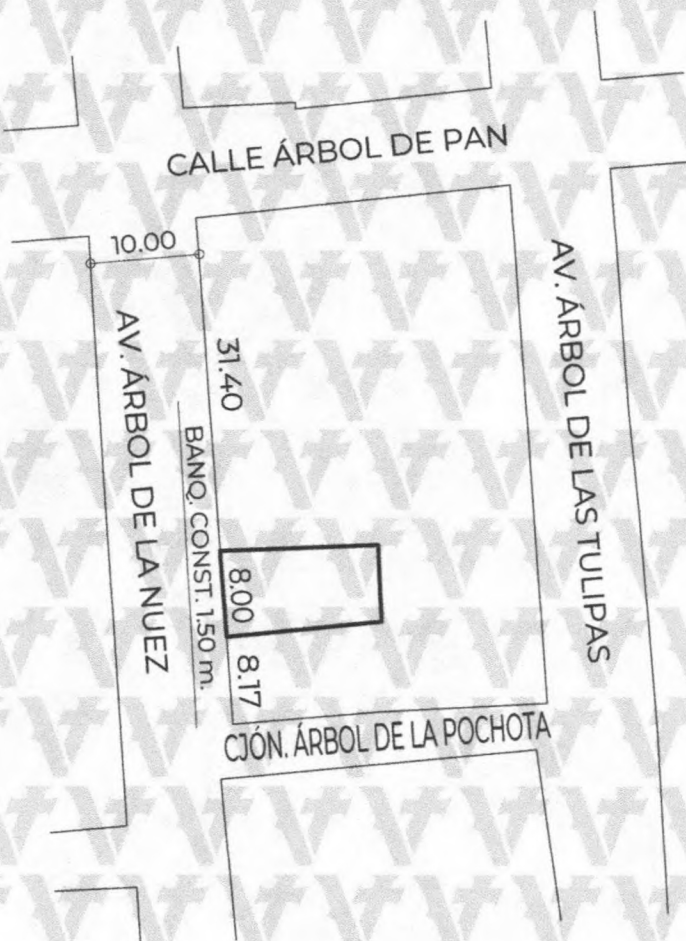 CALLE ÁRBOL DE PAN
10.00
AV. ÁRBOL DE LA NUEZ
31.40
BANQ. CONST. 1.50 m.
8.00
8.17
AV. ÁRBOL DE LAS TULIPAS
CJÓN. ÁRBOL DE LA POCHOTA